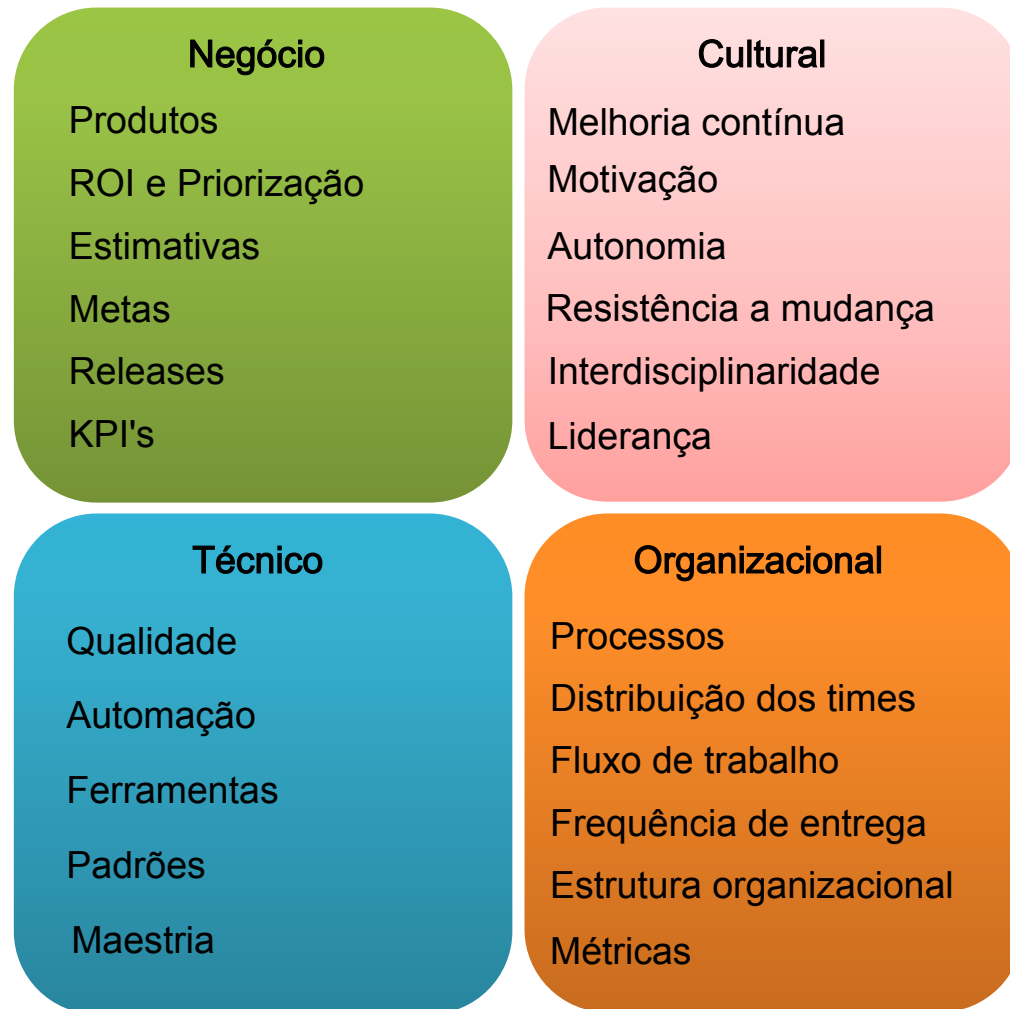 Negócio
Produtos
ROI e Priorização
Estimativas
Metas
Releases
KPI's
Cultural
Melhoria contínua
Motivação
Autonomia
Resistência a mudança
Interdisciplinaridade
Liderança
Técnico
Qualidade
Automação
Ferramentas
Padrões
Maestria
Organizacional
Processos
Distribuição dos times
Fluxo de trabalho
Frequência de entrega
Estrutura organizacional
Métricas